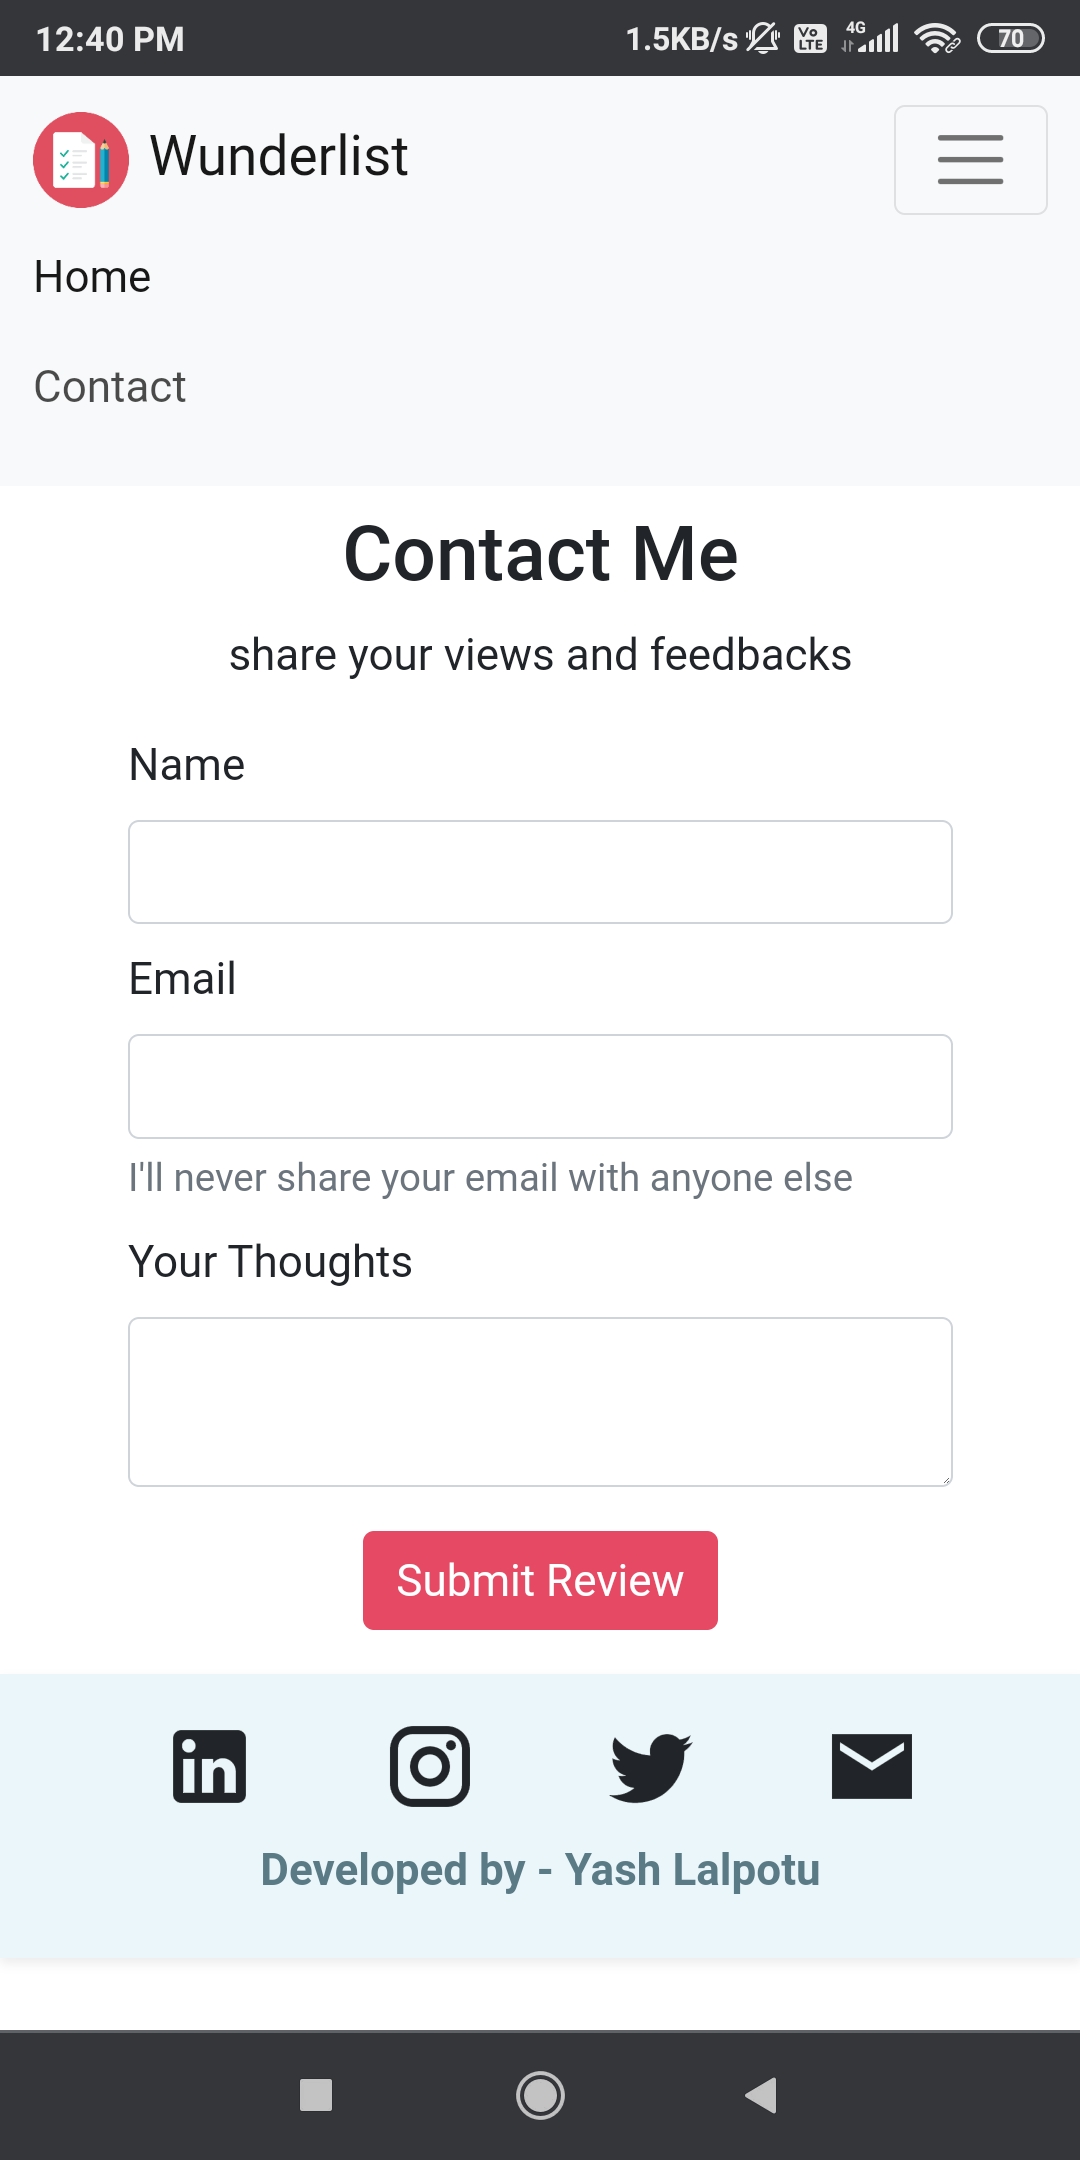 12:40 PM 1.5KB/s Vo LTE 4G 70
Wunderlist
Home
Contact
Contact Me
share your views and feedbacks
Name
Email
I'll never share your email with anyone else
Your Thoughts
Submit Review
in
Developed by - Yash Lalpotu